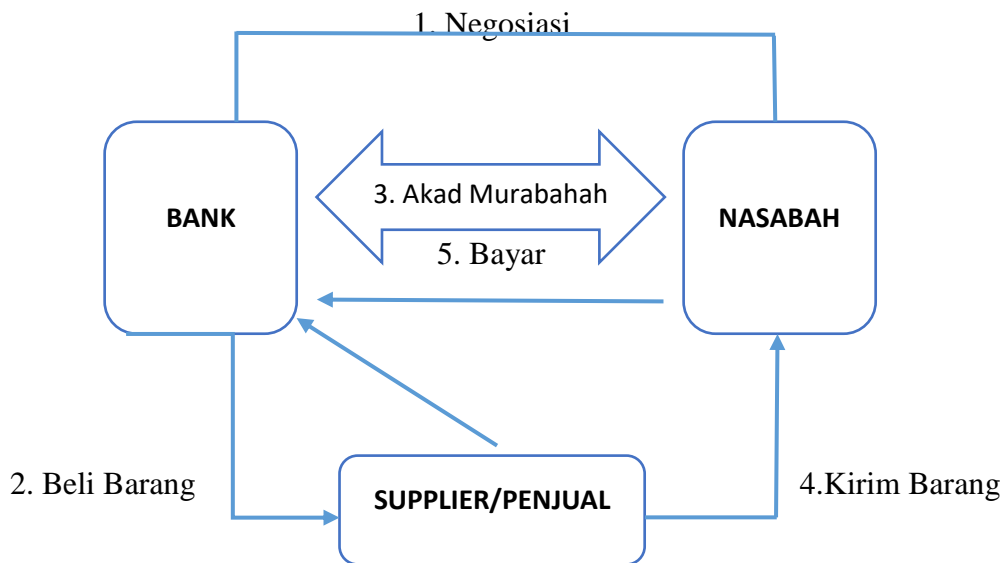 1. Negosiasi
BANK
3. Akad Murabahah
NASABAH
5. Bayar
2. Beli Barang
SUPPLIER/PENJUAL
4.Kirim Barang